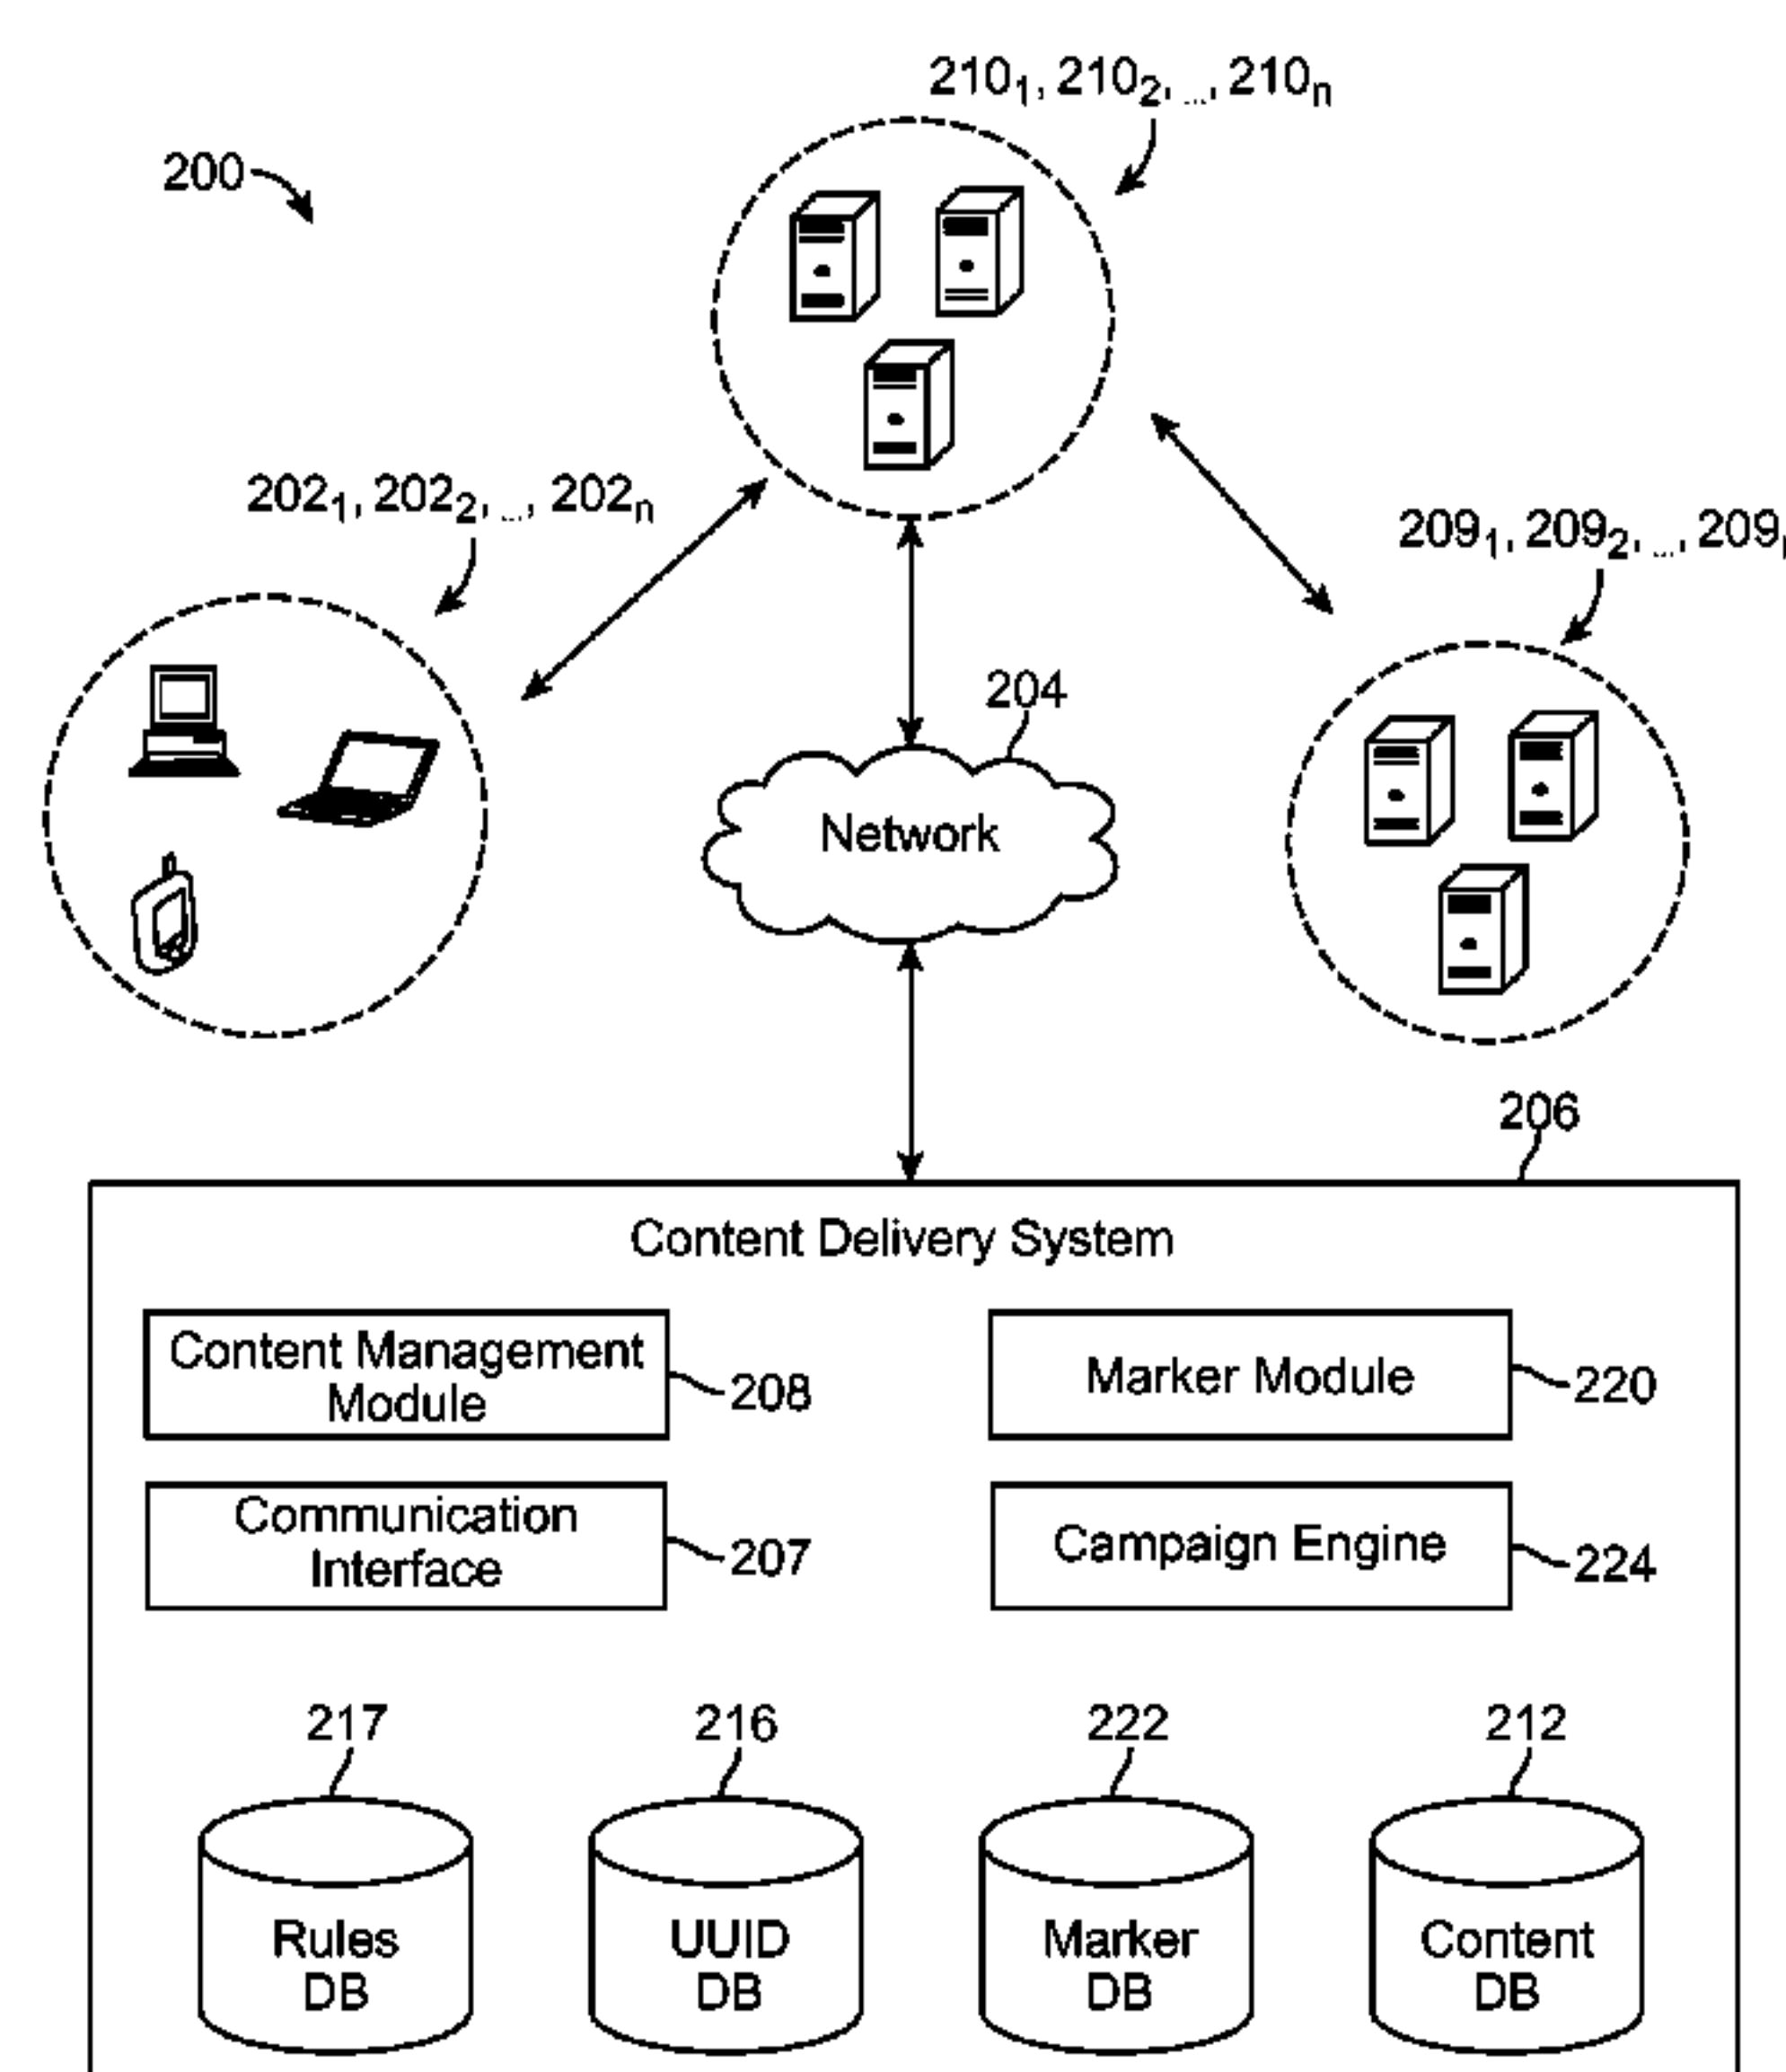 210₁, 210₂, ..., 210ₙ
200
202₁, 202₂, ..., 202ₙ
209₁, 209₂, ..., 209
204
Network
206
Content Delivery System
Content Management
Module
208
Marker Module
220
Communication
Interface
207
Campaign Engine
224
217
216
222
212
Rules
DB
UUID
DB
Marker
DB
Content
DB